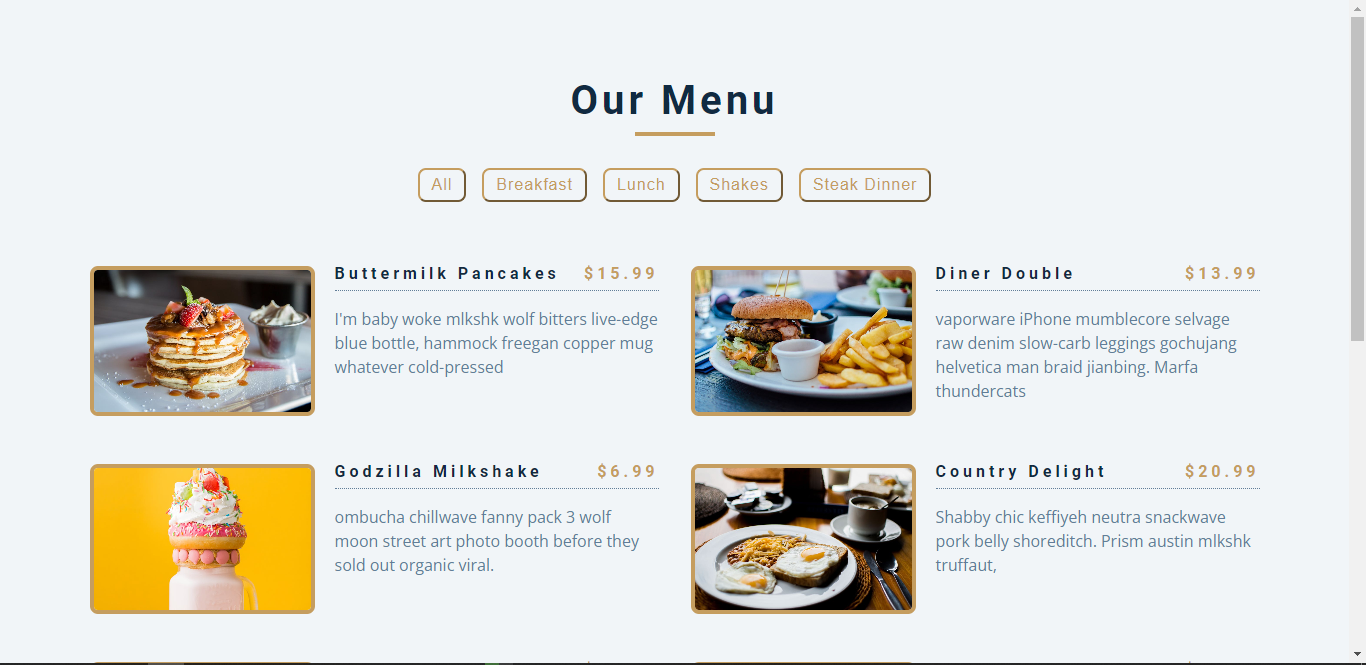 Our Menu
All Breakfast Lunch Shakes Steak Dinner
Buttermilk Pancakes $15.99
I'm baby woke mlkshk wolf bitters live-edge
blue bottle, hammock freegan copper mug
whatever cold-pressed
Diner Double $13.99
vaporware iPhone mumblecore selvage
raw denim slow-carb leggings gochujang
helvetica man braid jianbing. Marfa
thundercats
Godzilla Milkshake $6.99
ombucha chillwave fanny pack 3 wolf
moon street art photo booth before they
sold out organic viral.
Country Delight $20.99
Shabby chic keffiyeh neutra snackwave
pork belly shoreditch. Prism austin mlkshk
truffaut,